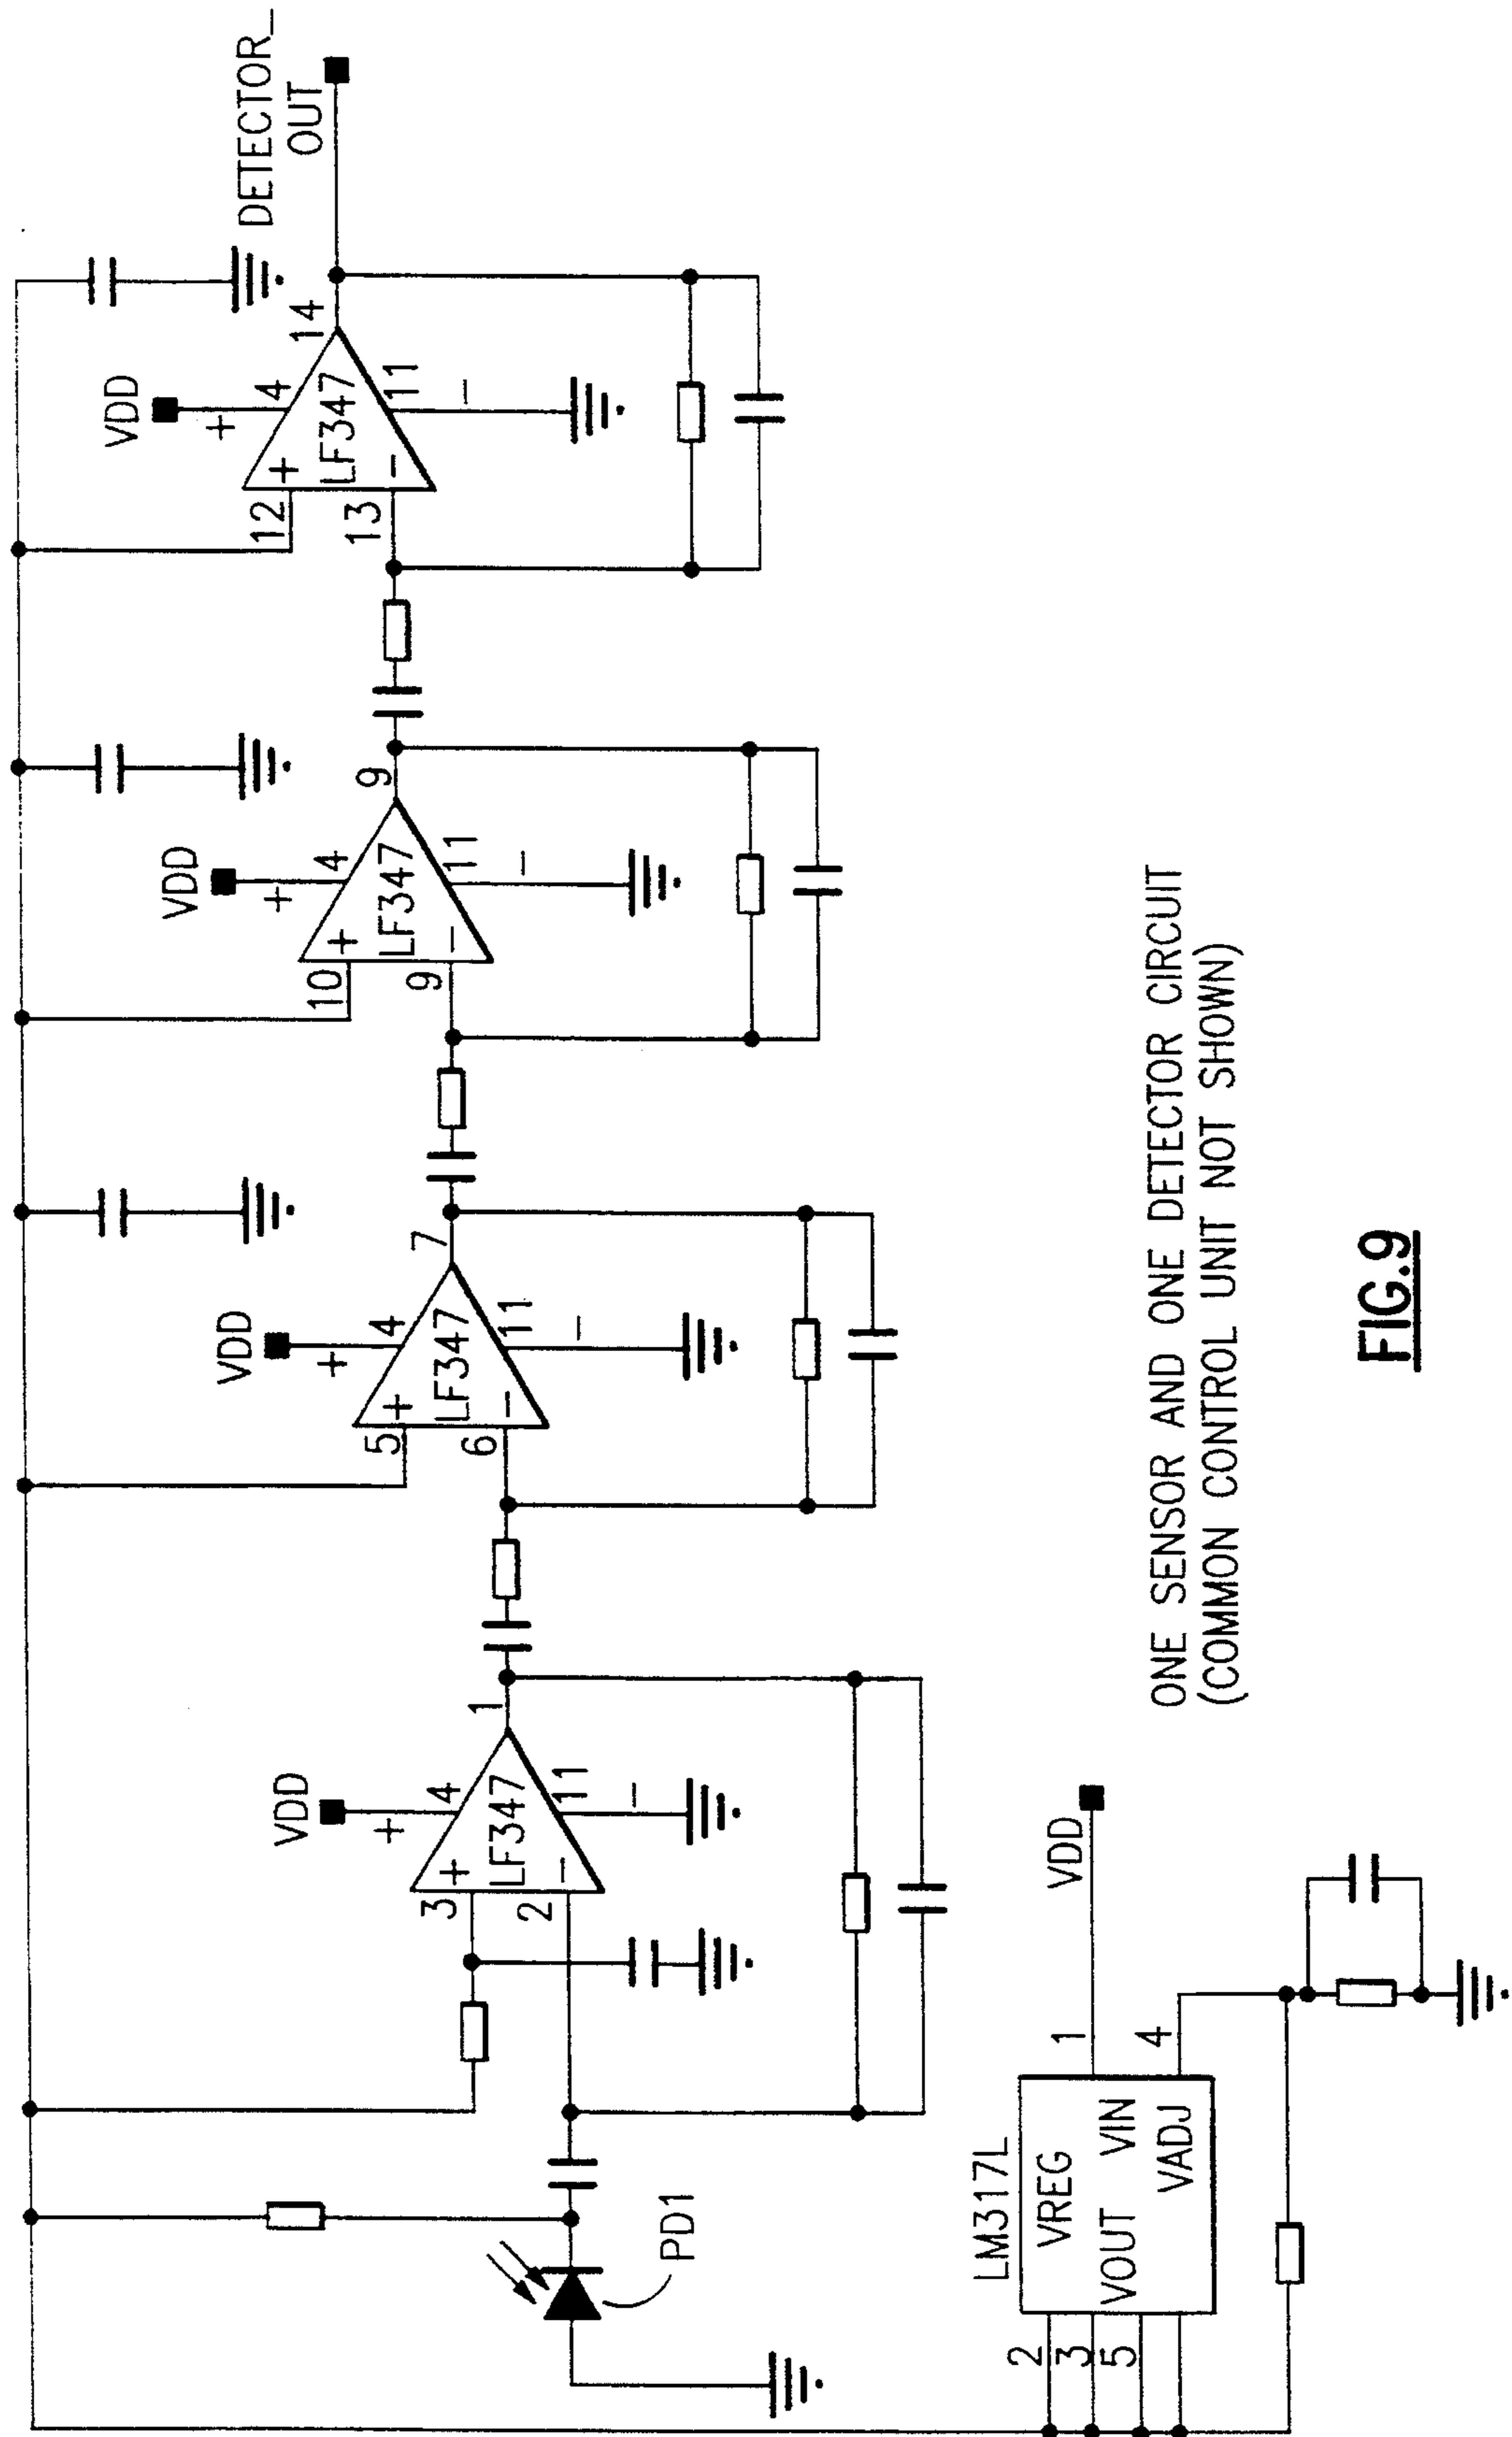 DETECTOR_
OUT
VDD
+
4
14
12
+
LF347
11
13
−
−
VDD
+
4
9
10
+
LF347
11
9
−
−
VDD
+
4
7
5
+
LF347
11
6
−
−
VDD
+
4
1
3
+
LF347
11
2
−
−
PD1
LM317L
VREG
VOUT VIN
VADJ
2
3
5
1
4
VDD
ONE SENSOR AND ONE DETECTOR CIRCUIT
(COMMON CONTROL UNIT NOT SHOWN)
FIG.9